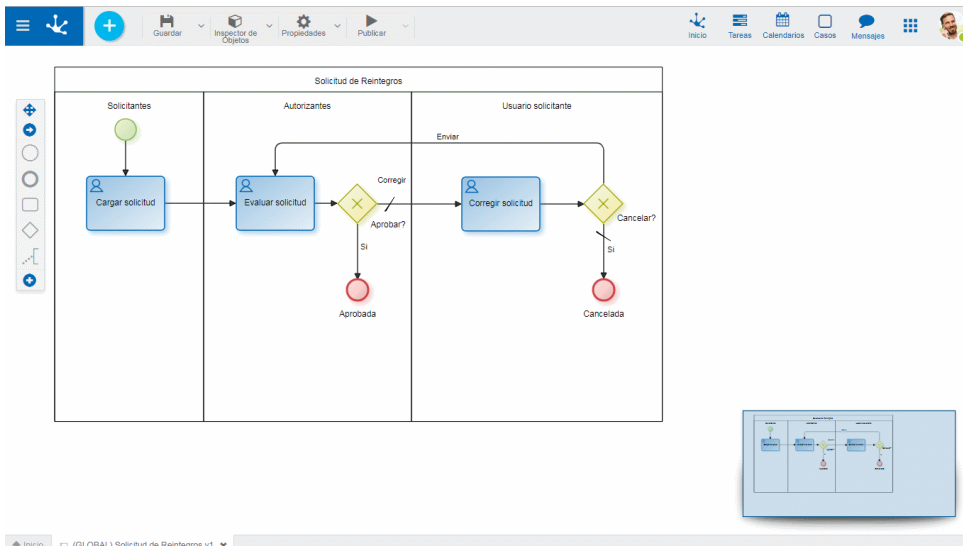 Guardar
Inspector de
Objetos
Propiedades
Publicar
Inicio
Tareas
Calendarios
Casos
Mensajes
Solicitud de Reintegros
Solicitantes
Autorizantes
Usuario solicitante
Enviar
Corregir
Cargar solicitud
Evaluar solicitud
Corregir solicitud
Aprobar?
Cancelar?
Si
Si
Aprobada
Cancelada
Inicio
(GLOBAL) Solicitud de Reintegros v1